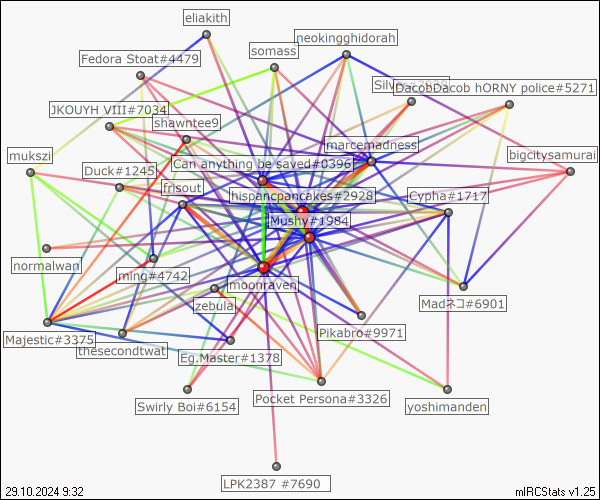 eliakith
neokingghidorah
somass
Fedora Stoat#4479
DacobDacob hORNY police#5271
JKOUYH VIII#7034
shawntee9
marcemadness
mukszi
Can anything be saved#0396
bigcitysamurai
Duck#1245
frisout
hispancpancakes#2928
Cypha#1717
Mushy#1984
normalwan
ming#4742
moonraven
zebulai
Madネコ#6901
Pikabro#9971
Majestic#3375
thesecondtwat
Eg.Master#1378
Swirly Boi#6154
Pocket Persona#3326
yoshimanden
LPK2387 #7690
29.10.2024 9:32
mIRCStats v1.25